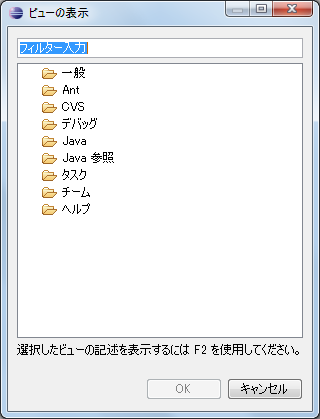 ビューの表示
フィルター入力
一般
Ant
CVS
デバッグ
Java
Java 参照
タスク
チーム
ヘルプ
選択したビューの記述を表示するには F2 を使用してください。
OK
キャンセル